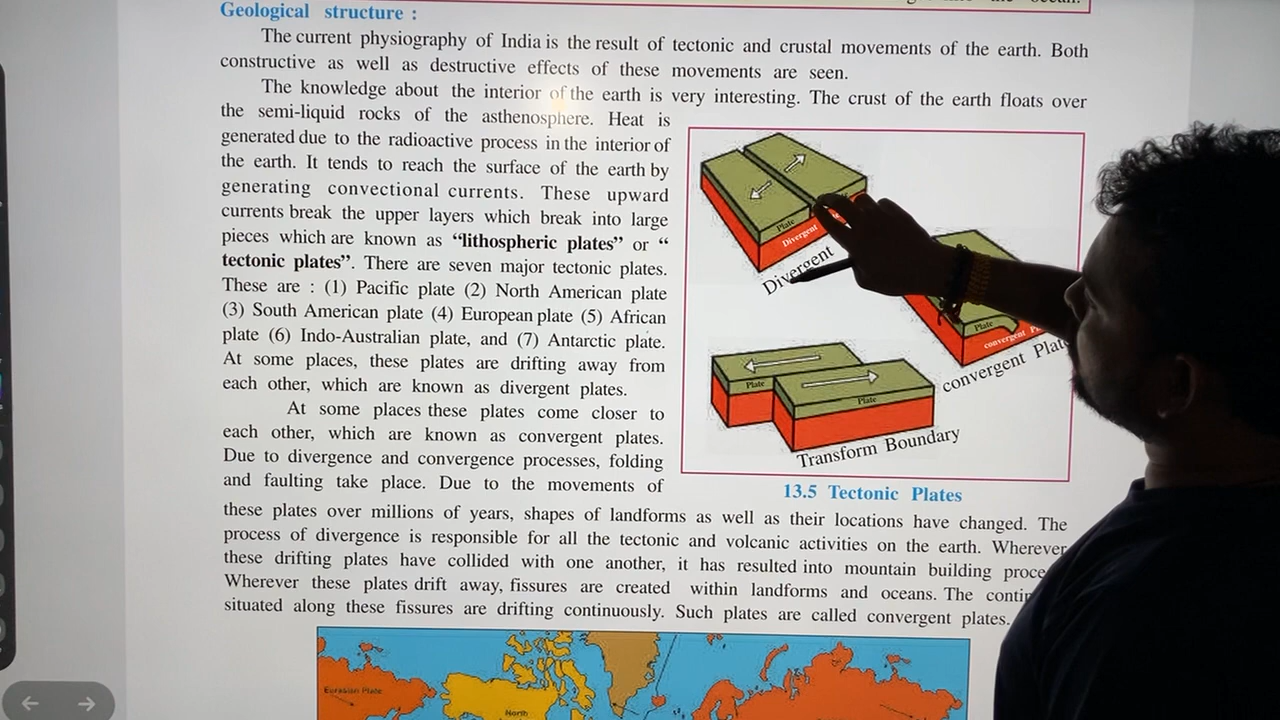 Geological structure :
The current physiography of India is the result of tectonic and crustal movements of the earth. Both
constructive as well as destructive effects of these movements are seen.
The knowledge about the interior of the earth is very interesting. The crust of the earth floats over
the semi-liquid rocks of the asthenosphere. Heat is
generated due to the radioactive process in the interior of
the earth. It tends to reach the surface of the earth by
generating convectional currents. These upward
currents break the upper layers which break into large
pieces which are known as “lithospheric plates” or “
tectonic plates”. There are seven major tectonic plates.
These are : (1) Pacific plate (2) North American plate
(3) South American plate (4) European plate (5) African
plate (6) Indo-Australian plate, and (7) Antarctic plate.
At some places, these plates are drifting away from
each other, which are known as divergent plates.
At some places these plates come closer to
each other, which are known as convergent plates.
Due to divergence and convergence processes, folding
and faulting take place. Due to the movements of
these plates over millions of years, shapes of landforms as well as their locations have changed. The
process of divergence is responsible for all the tectonic and volcanic activities on the earth. Wherever
these drifting plates have collided with one another, it has resulted into mountain building
Wherever these plates drift away, fissures are created within landforms and oceans. The
situated along these fissures are drifting continuously. Such plates are called convergent plates.
Plate
Divergent
Divergent
Plate
convergent
convergent
Plate
Plate
Transform Boundary
13.5 Tectonic Plates
Eurasian Plate
North